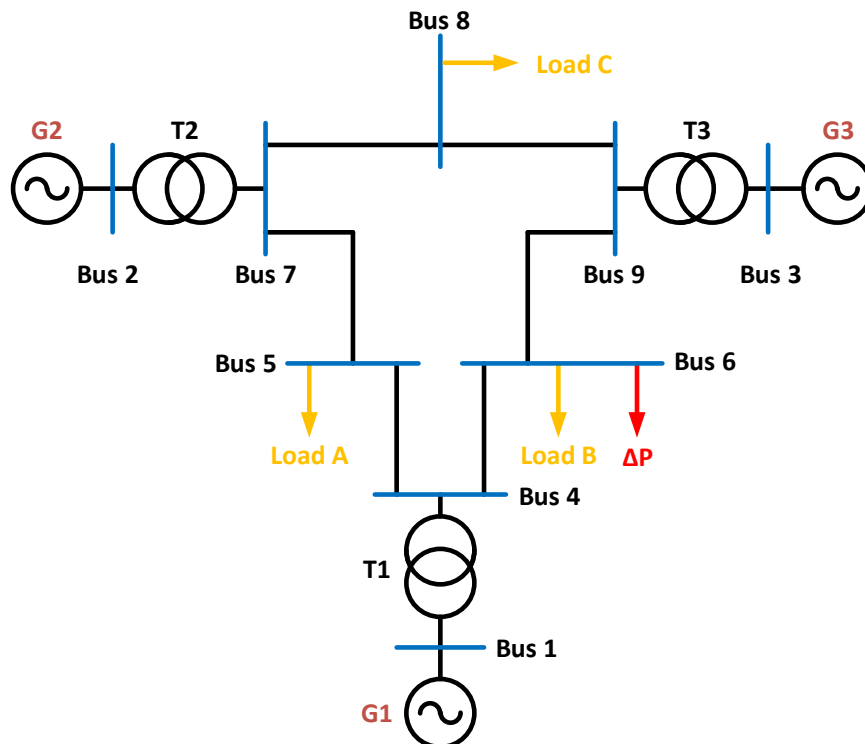 Bus 8
Load C
G2
T2
T3
G3
Bus 2
Bus 7
Bus 9
Bus 3
Bus 5
Bus 6
Load A
Load B
ΔP
Bus 4
T1
Bus 1
G1